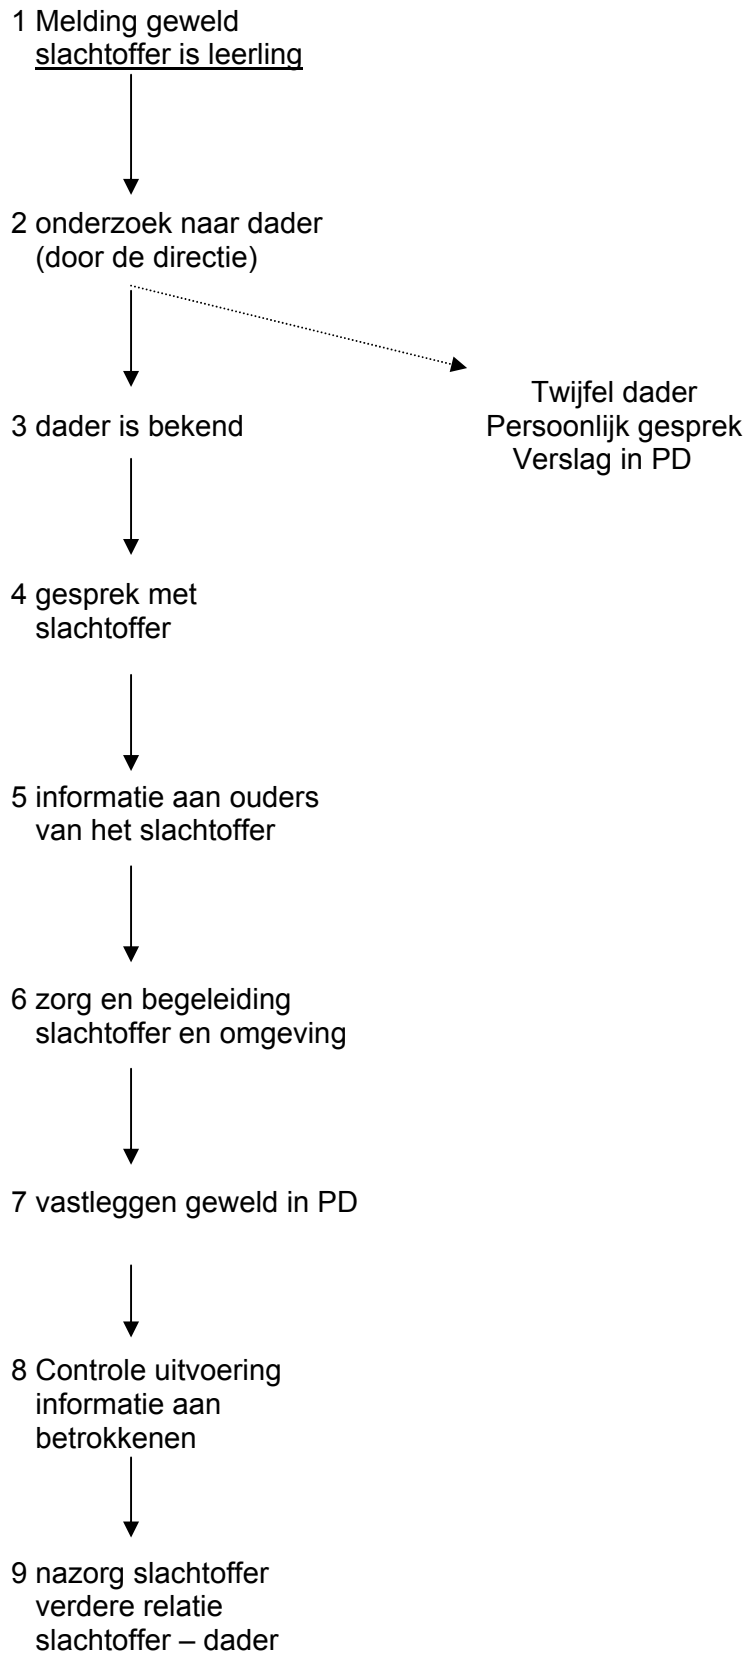 1 Melding geweld
slachtoffer is leerling
2 onderzoek naar dader
(door de directie)
Twijfel dader
3 dader is bekend
Persoonlijk gesprek
Verslag in PD
4 gesprek met
slachtoffer
5 informatie aan ouders
van het slachtoffer
6 zorg en begeleiding
slachtoffer en omgeving
7 vastleggen geweld in PD
8 Controle uitvoering
informatie aan
betrokkenen
9 nazorg slachtoffer
verdere relatie
slachtoffer – dader